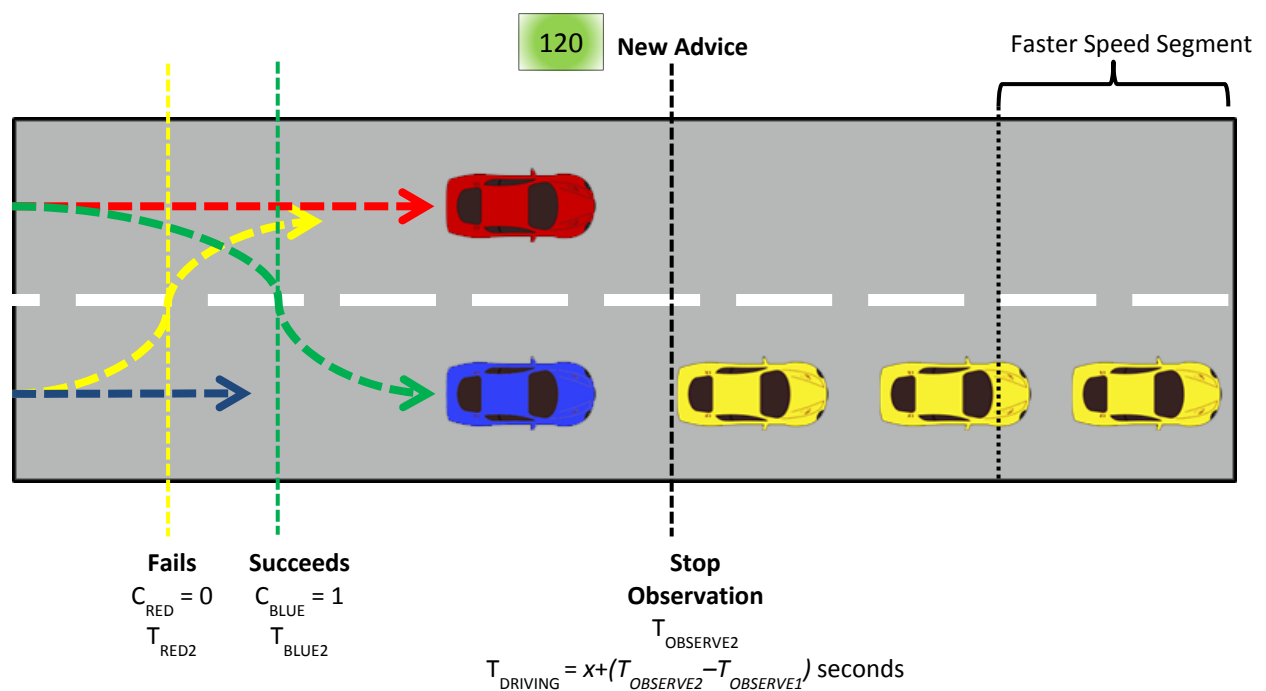 120
New Advice
Faster Speed Segment
Fails
C_RED = 0
T_RED2
Succeeds
C_BLUE = 1
T_BLUE2
Stop
Observation
T_OBSERVE2
T_DRIVING = x+(T_OBSERVE2–T_OBSERVE1) seconds